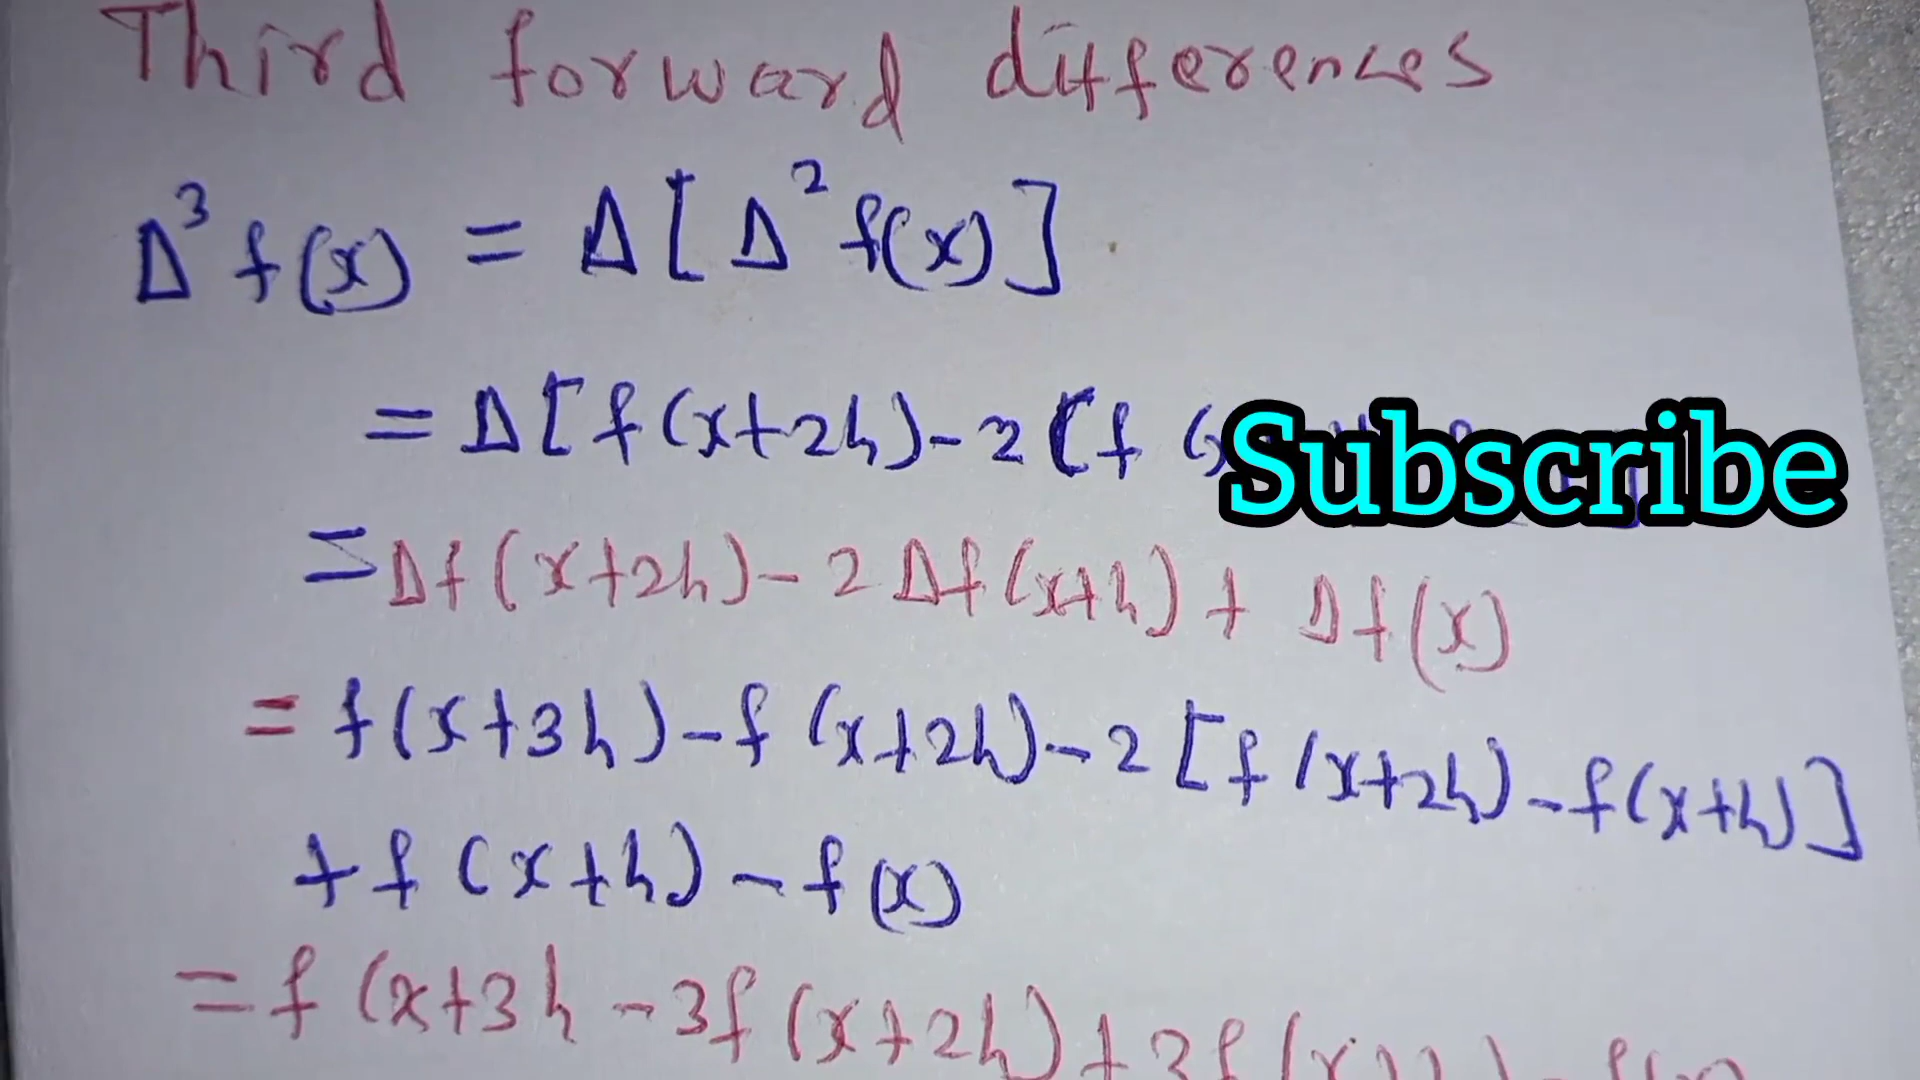 Third forward differences
Δ³f(x) = Δ[Δ²f(x)]
= Δ[f(x+2h)-2(f(
Subscribe
= Δf(x+2h)-2Δf(x+h)+Δf(x)
= f(x+3h)-f(x+2h)-2[f(x+2h)-f(x+h)]
+f(x+h)-f(x)
= f(x+3h-3f(x+2h)+3f(x